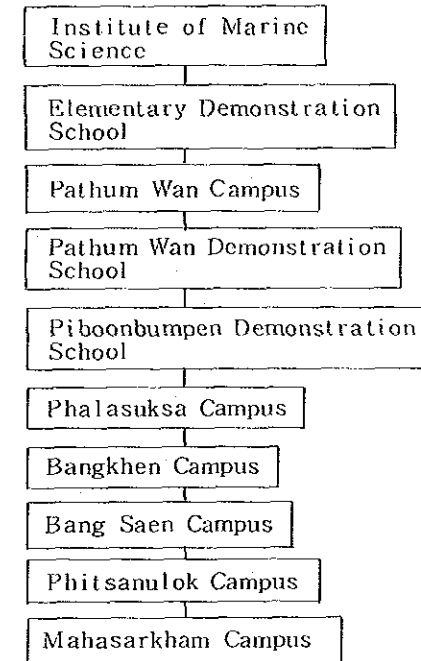 Institute of Marine
Science
Elementary Demonstration
School
Pathum Wan Campus
Pathum Wan Demonstration
School
Piboonbumpen Demonstration
School
Phalasuksa Campus
Bangkhen Campus
Bang Saen Campus
Phitsanulok Campus
Mahasarkham Campus